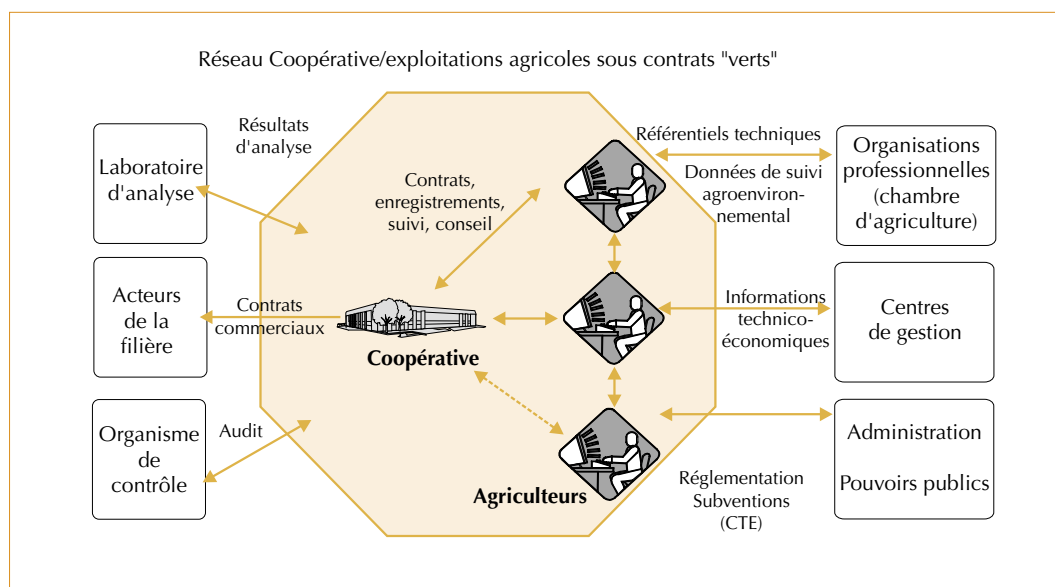 Réseau Coopérative/exploitations agricoles sous contrats "verts"
Laboratoire
d'analyse
Résultats
d'analyse
Contrats,
enregistrements,
suivi, conseil
Référentiels techniques
Données de suivi
agroenviron-
nemental
Organisations
professionnelles
(chambre
d'agriculture)
Acteurs
de la
filière
Contrats
commerciaux
Coopérative
Informations
technico-
économiques
Centres
de gestion
Organisme
de
contrôle
Audit
Agriculteurs
Réglementation
Subventions
(CTE)
Administration
Pouvoirs publics